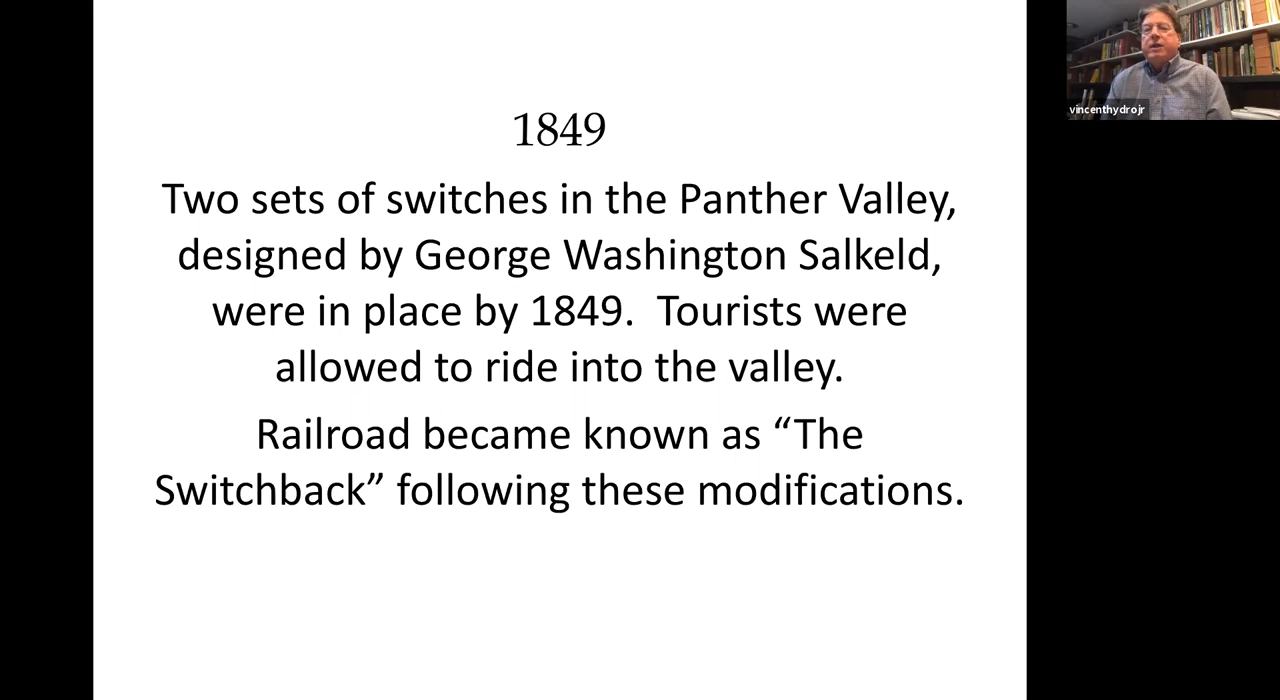 1849
Two sets of switches in the Panther Valley,
designed by George Washington Salkeld,
were in place by 1849.  Tourists were
allowed to ride into the valley.
Railroad became known as “The
Switchback” following these modifications.
vincenthydrojr